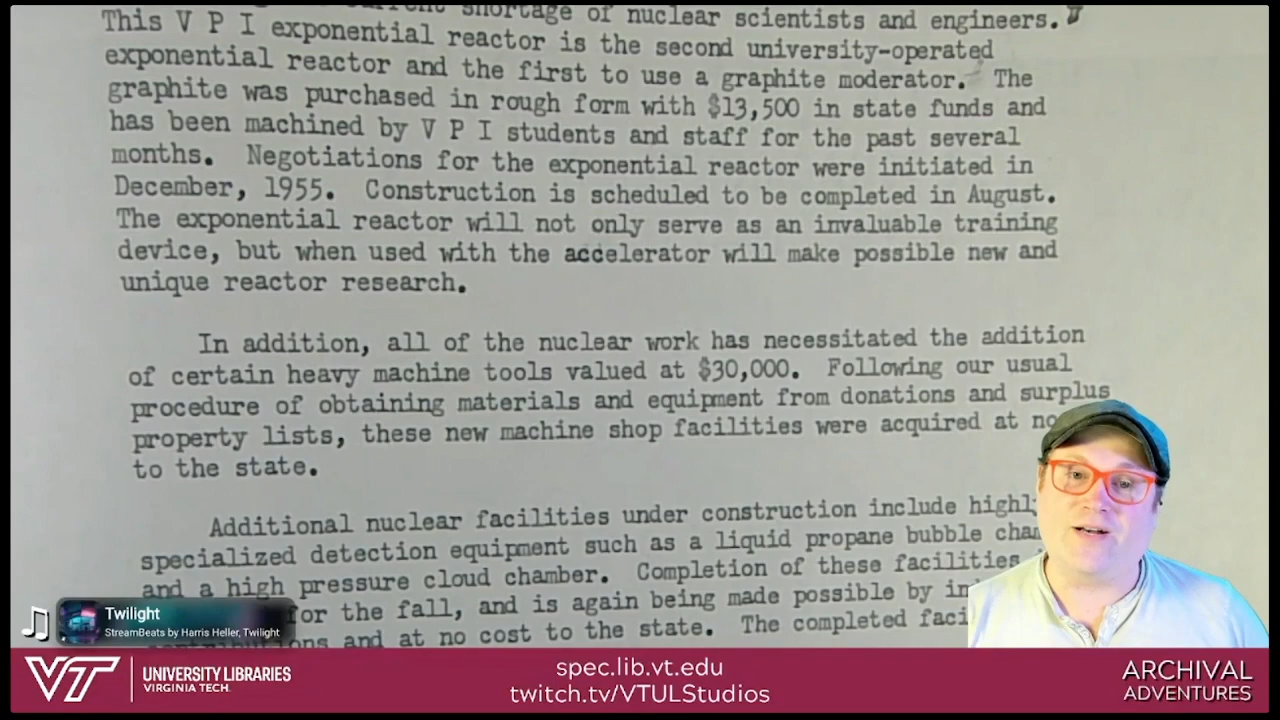 shortage of nuclear scientists and engineers."
This V P I exponential reactor is the second university-operated
exponential reactor and the first to use a graphite moderator. The
graphite was purchased in rough form with $13,500 in state funds and
has been machined by V P I students and staff for the past several
months. Negotiations for the exponential reactor were initiated in
December, 1955. Construction is scheduled to be completed in August.
The exponential reactor will not only serve as an invaluable training
device, but when used with the accelerator will make possible new and
unique reactor research.
In addition, all of the nuclear work has necessitated the addition
of certain heavy machine tools valued at $30,000. Following our usual
procedure of obtaining materials and equipment from donations and surplus
property lists, these new machine shop facilities were acquired at no
to the state.
Additional nuclear facilities under construction include
specialized detection equipment such as a liquid propane bubble
and a high pressure cloud chamber. Completion of these facilities
for the fall, and is again being made possible by
and at no cost to the state. The completed
Twilight
StreamBeats by Harris Heller, Twilight
VT
UNIVERSITY LIBRARIES
VIRGINIA TECH.
spec.lib.vt.edu
twitch.tv/VTULStudios
ARCHIVAL
ADVENTURES